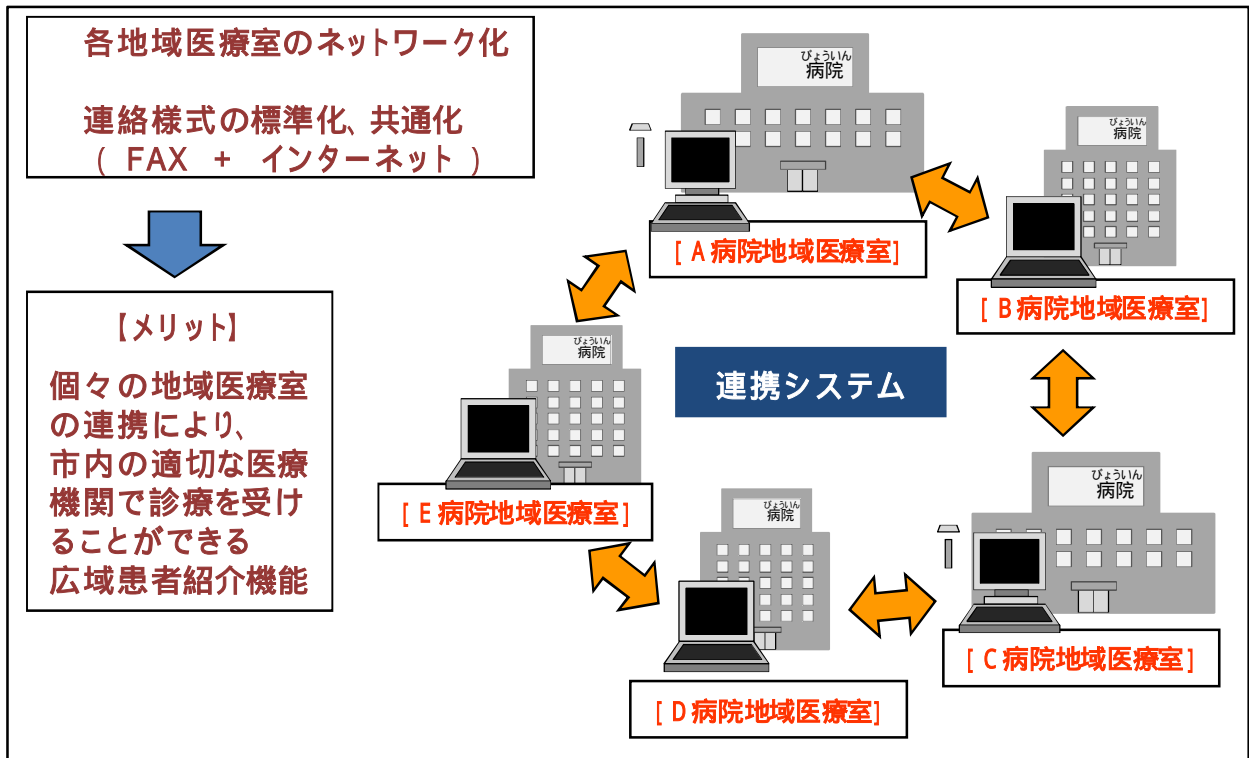 各地域医療室のネットワーク化
連絡様式の標準化、共通化
( FAX + インターネット )
【メリット】
個々の地域医療室
の連携により、
市内の適切な医療
機関で診療を受け
ることができる
広域患者紹介機能
びょういん
病院
[ A病院地域医療室]
びょういん
病院
[ B病院地域医療室]
連携システム
びょういん
病院
[ E病院地域医療室]
びょういん
病院
[ C病院地域医療室]
びょういん
病院
[ D病院地域医療室]